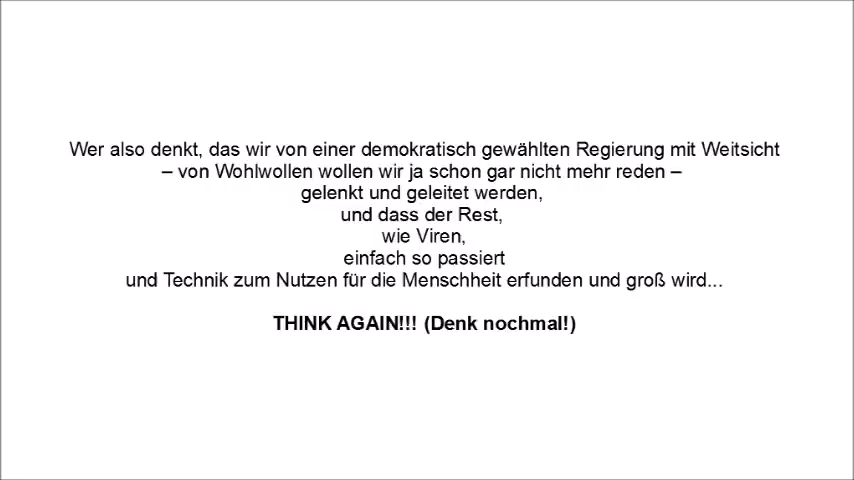 Wer also denkt, das wir von einer demokratisch gewählten Regierung mit Weitsicht
– von Wohlwollen wollen wir ja schon gar nicht mehr reden –
gelenkt und geleitet werden,
und dass der Rest,
wie Viren,
einfach so passiert
und Technik zum Nutzen für die Menschheit erfunden und groß wird...
THINK AGAIN!!! (Denk nochmal!)